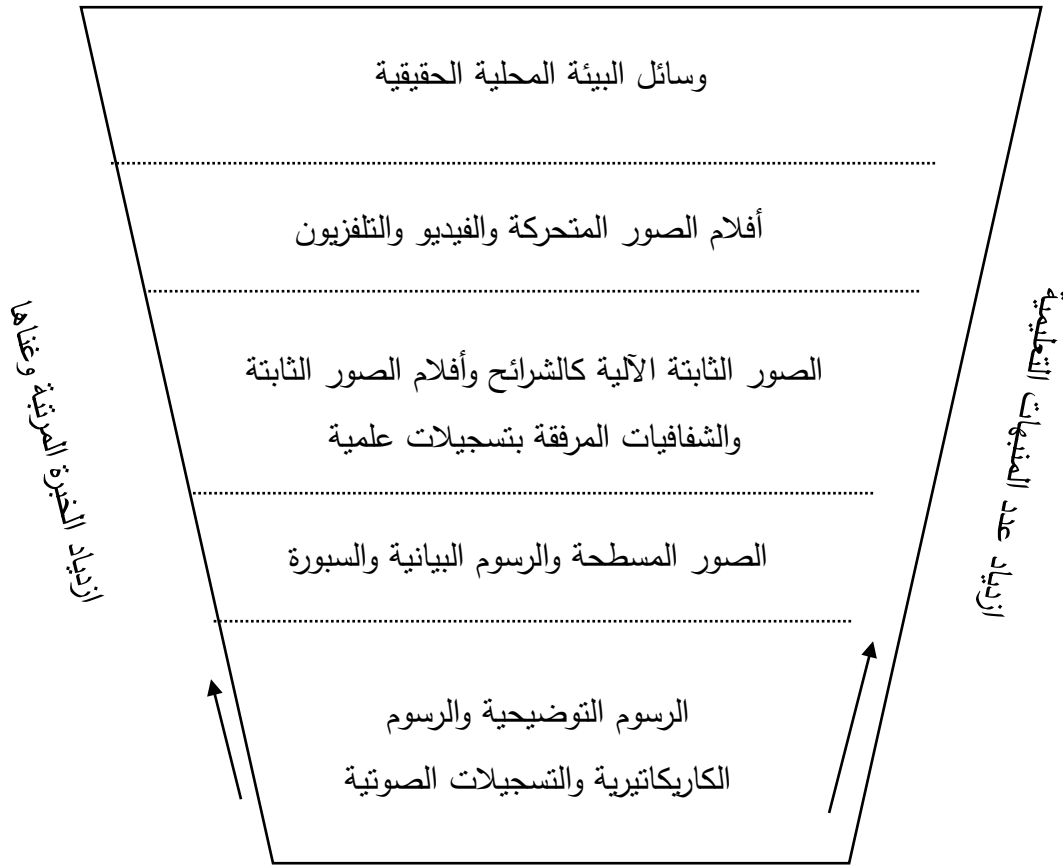 وسائل البيئة المحلية الحقيقية
أفلام الصور المتحركة والفيديو والتلفزيون
الصور الثابتة الآلية كالشرائح وأفلام الصور الثابتة
والشفافيات المرفقة بتسجيلات علمية
الصور المسطحة والرسوم البيانية والسبورة
الرسوم التوضيحية والرسوم
الكاريكاتيرية والتسجيلات الصوتية
ازدياد عدد المنبهات التعليمية
ازدياد الخبرة المرتبة وغناها